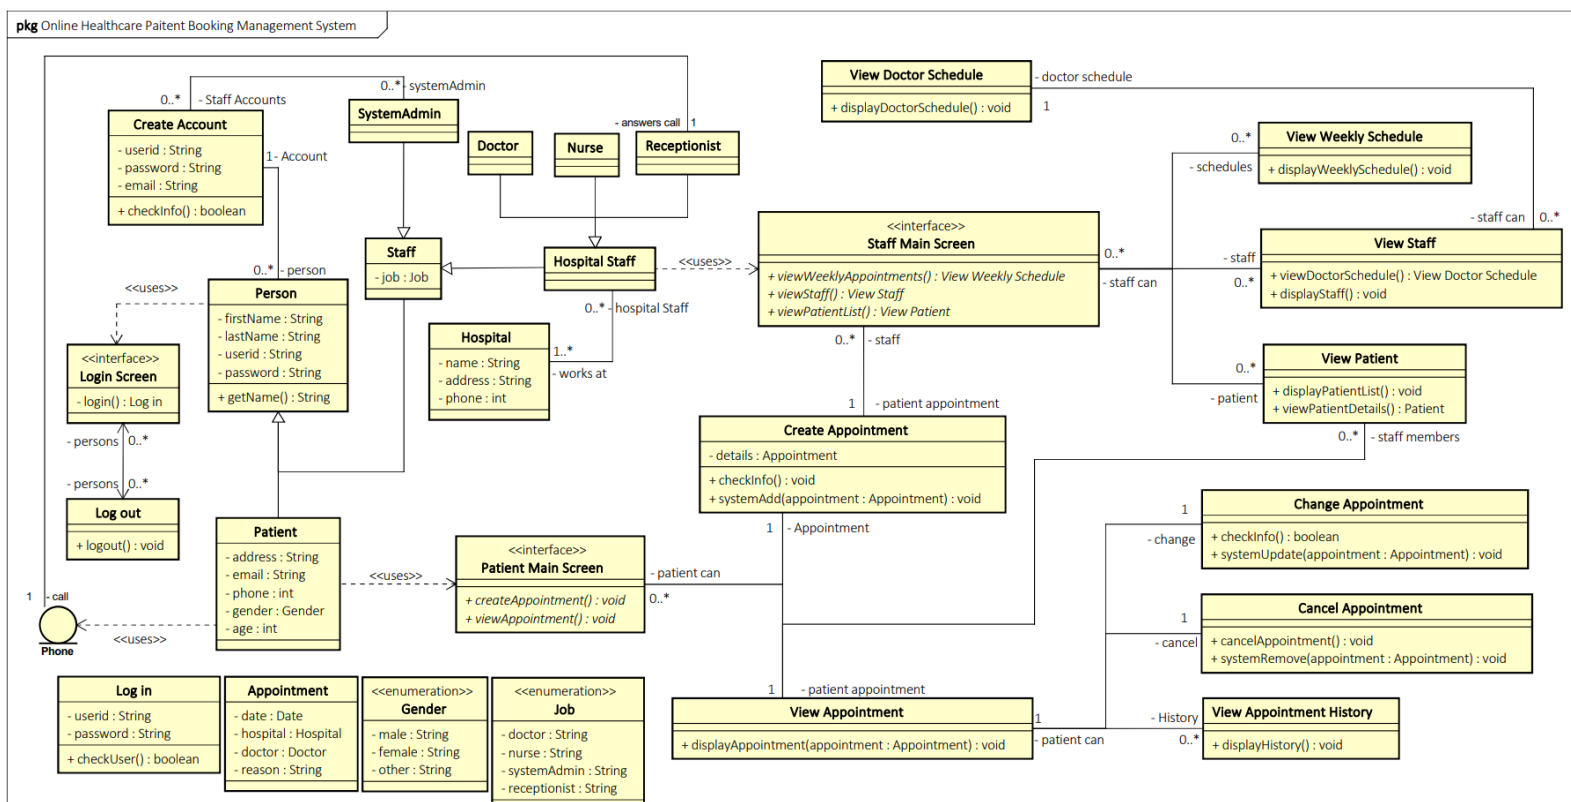 pkg Online Healthcare Paitent Booking Management System
0..* - Staff Accounts
0..* - systemAdmin
Create Account
- userid : String
- password : String
- email : String
+ checkInfo() : boolean
1 - Account
SystemAdmin
Doctor
Nurse
- answers call 1
Receptionist
View Doctor Schedule
+ displayDoctorSchedule() : void
- doctor schedule
1
View Weekly Schedule
+ displayWeeklySchedule() : void
0..*
- schedules
Staff
- job : Job
Hospital Staff
<<uses>>
<<interface>>
Staff Main Screen
+ viewWeeklyAppointments() : View Weekly Schedule
+ viewStaff() : View Staff
+ viewPatientList() : View Patient
0..*
- staff can
- staff can 0..*
View Staff
+ viewDoctorSchedule() : View Doctor Schedule
+ displayStaff() : void
- staff
0..*
0..* - person
<<uses>>
Person
- firstName : String
- lastName : String
- userid : String
- password : String
+ getName() : String
0..* - hospital Staff
Hospital
- name : String
- address : String
- phone : int
1..*
- works at
0..* - staff
View Patient
+ displayPatientList() : void
+ viewPatientDetails() : Patient
0..*
- patient
0..* - staff members
<<interface>>
Login Screen
- login() : Log in
- persons 0..*
- persons 0..*
Log out
+ logout() : void
1 - patient appointment
Create Appointment
- details : Appointment
+ checkInfo() : void
+ systemAdd(appointment : Appointment) : void
1 - Appointment
Patient
- address : String
- email : String
- phone : int
- gender : Gender
- age : int
<<uses>>
<<interface>>
Patient Main Screen
+ createAppointment() : void
+ viewAppointment() : void
- patient can
0..*
1
- change
Change Appointment
+ checkInfo() : boolean
+ systemUpdate(appointment : Appointment) : void
1
- cancel
Cancel Appointment
+ cancelAppointment() : void
+ systemRemove(appointment : Appointment) : void
1 - call
Phone
<<uses>>
Log in
- userid : String
- password : String
+ checkUser() : boolean
Appointment
- date : Date
- hospital : Hospital
- doctor : Doctor
- reason : String
<<enumeration>>
Gender
- male : String
- female : String
- other : String
<<enumeration>>
Job
- doctor : String
- nurse : String
- systemAdmin : String
- receptionist : String
1 - patient appointment
View Appointment
+ displayAppointment(appointment : Appointment) : void
1
- patient can
- History
0..*
View Appointment History
+ displayHistory() : void